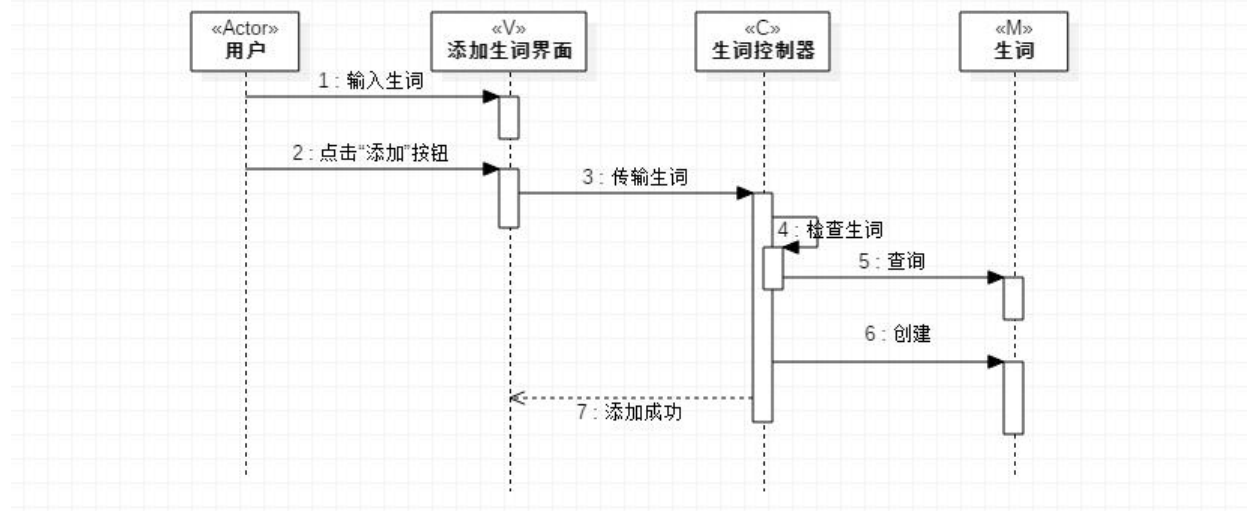 «Actor»
用户
«V»
添加生词界面
«C»
生词控制器
«M»
生词
1 : 输入生词
2 : 点击“添加”按钮
3 : 传输生词
4 : 检查生词
5 : 查询
6 : 创建
7 : 添加成功